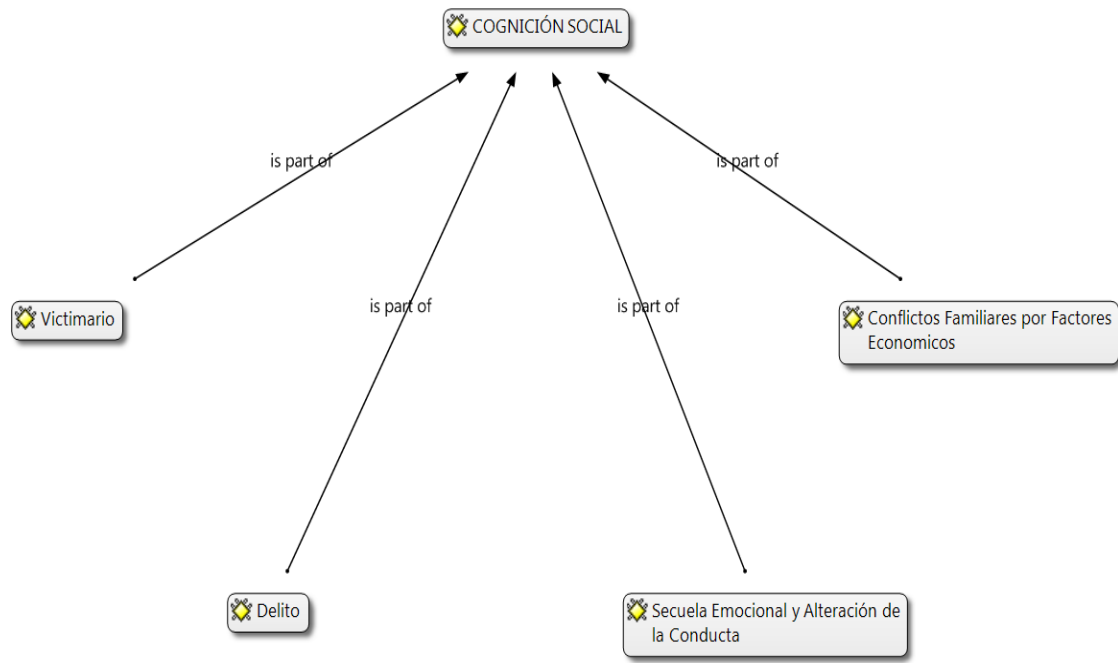 COGNICIÓN SOCIAL
is part of
is part of
Victimario
is part of
is part of
Conflictos Familiares por Factores
Economicos
Delito
Secuela Emocional y Alteración de
la Conducta